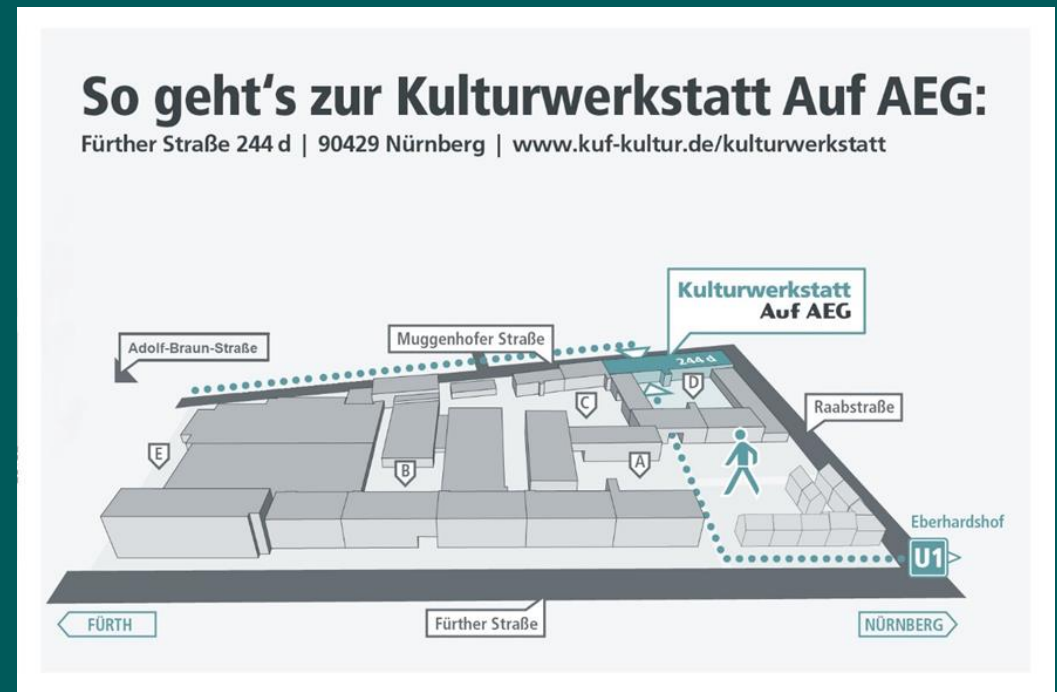 So geht‘s zur Kulturwerkstatt Auf AEG:
Fürther Straße 244 d | 90429 Nürnberg | www.kuf-kultur.de/kulturwerkstatt
Kulturwerkstatt
Auf AEG
Muggenhofer Straße
Adolf-Braun-Straße
244 d
D
C
Raabstraße
E
B
A
Eberhardshof
U1
FÜRTH
Fürther Straße
NÜRNBERG